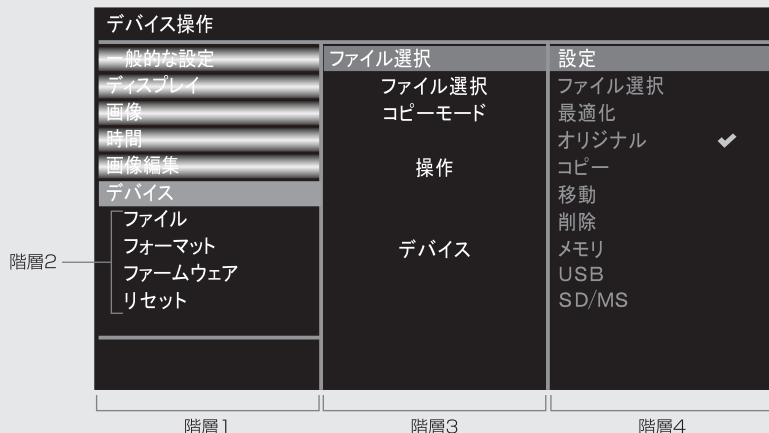 デバイス操作
一般的な設定
ディスプレイ
画像
時間
画像編集
デバイス
ファイル
フォーマット
ファームウェア
リセット
階層2
ファイル選択
ファイル選択
コピーモード
操作
デバイス
設定
ファイル選択
最適化
オリジナル
コピー
移動
削除
メモリ
USB
SD/MS
階層1
階層3
階層4